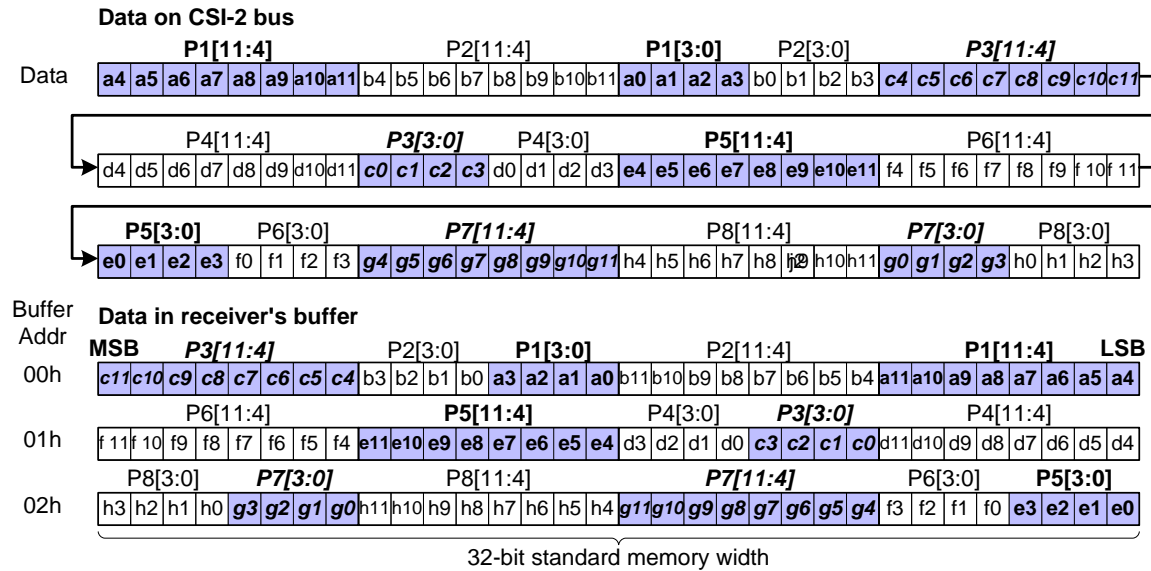 Data on CSI-2 bus
P1[11:4] P2[11:4] P1[3:0] P2[3:0] P3[11:4]
Data a4 a5 a6 a7 a8 a9 a10 a11 b4 b5 b6 b7 b8 b9 b10 b11 a0 a1 a2 a3 b0 b1 b2 b3 c4 c5 c6 c7 c8 c9 c10 c11
P4[11:4] P3[3:0] P4[3:0] P5[11:4] P6[11:4]
d4 d5 d6 d7 d8 d9 d10 d11 c0 c1 c2 c3 d0 d1 d2 d3 e4 e5 e6 e7 e8 e9 e10 e11 f4 f5 f6 f7 f8 f9 f 10 f 11
P5[3:0] P6[3:0] P7[11:4] P8[11:4] P7[3:0] P8[3:0]
e0 e1 e2 e3 f0 f1 f2 f3 g4 g5 g6 g7 g8 g9 g10 g11 h4 h5 h6 h7 h8 h10 h11 g0 g1 g2 g3 h0 h1 h2 h3
Buffer
Addr
Data in receiver's buffer
MSB P3[11:4] P2[3:0] P1[3:0] P2[11:4] P1[11:4] LSB
00h c11 c10 c9 c8 c7 c6 c5 c4 b3 b2 b1 b0 a3 a2 a1 a0 b11 b10 b9 b8 b7 b6 b5 b4 a11 a10 a9 a8 a7 a6 a5 a4
P6[11:4] P5[11:4] P4[3:0] P3[3:0] P4[11:4]
01h f 11 f 10 f9 f8 f7 f6 f5 f4 e11 e10 e9 e8 e7 e6 e5 e4 d3 d2 d1 d0 c3 c2 c1 c0 d11 d10 d9 d8 d7 d6 d5 d4
P8[3:0] P7[3:0] P8[11:4] P7[11:4] P6[3:0] P5[3:0]
02h h3 h2 h1 h0 g3 g2 g1 g0 h11 h10 h9 h8 h7 h6 h5 h4 g11 g10 g9 g8 g7 g6 g5 g4 f3 f2 f1 f0 e3 e2 e1 e0
32-bit standard memory width